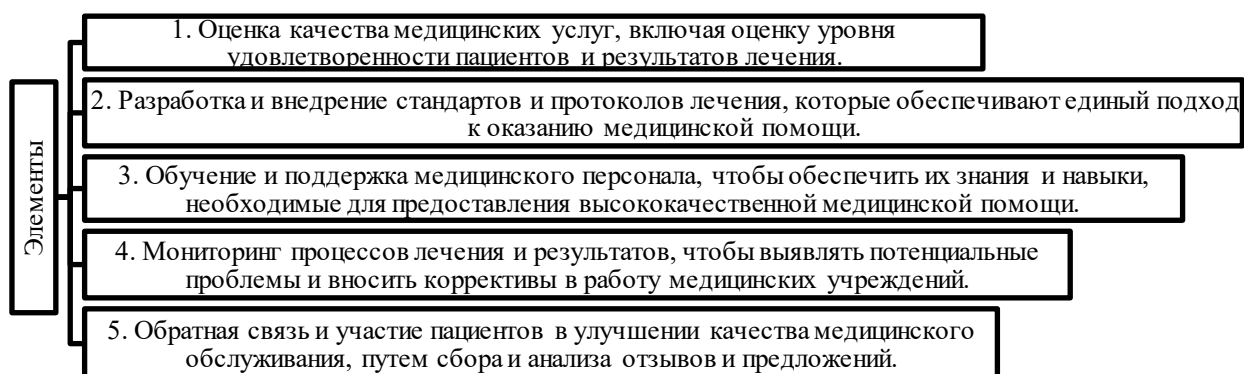 Элементы
1. Оценка качества медицинских услуг, включая оценку уровня
удовлетворенности пациентов и результатов лечения.
2. Разработка и внедрение стандартов и протоколов лечения, которые обеспечивают единый подход
к оказанию медицинской помощи.
3. Обучение и поддержка медицинского персонала, чтобы обеспечить их знания и навыки,
необходимые для предоставления высококачественной медицинской помощи.
4. Мониторинг процессов лечения и результатов, чтобы выявлять потенциальные
проблемы и вносить коррективы в работу медицинских учреждений.
5. Обратная связь и участие пациентов в улучшении качества медицинского
обслуживания, путем сбора и анализа отзывов и предложений.